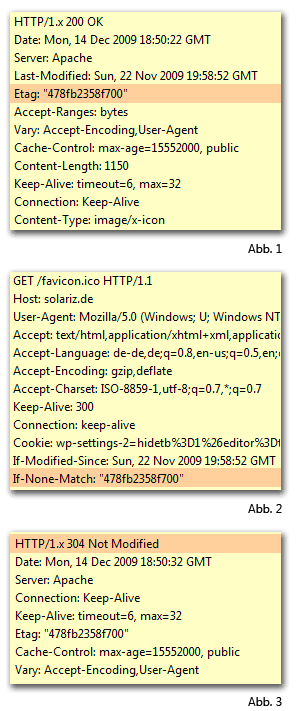 HTTP/1.x 200 OK
Date: Mon, 14 Dec 2009 18:50:22 GMT
Server: Apache
Last-Modified: Sun, 22 Nov 2009 19:58:52 GMT
Etag: "478fb2358f700"
Accept-Ranges: bytes
Vary: Accept-Encoding,User-Agent
Cache-Control: max-age=15552000, public
Content-Length: 1150
Keep-Alive: timeout=6, max=32
Connection: Keep-Alive
Content-Type: image/x-icon
Abb. 1
GET /favicon.ico HTTP/1.1
Host: solariz.de
User-Agent: Mozilla/5.0 (Windows; U; Windows NT
Accept: text/html,application/xhtml+xml,applicatio
Accept-Language: de-de,de;q=0.8,en-us;q=0.5,en;
Accept-Encoding: gzip,deflate
Accept-Charset: ISO-8859-1,utf-8;q=0.7,*;q=0.7
Keep-Alive: 300
Connection: keep-alive
Cookie: wp-settings-2=hidetb%3D1%26editor%3Dt
If-Modified-Since: Sun, 22 Nov 2009 19:58:52 GMT
If-None-Match: "478fb2358f700"
Abb. 2
HTTP/1.x 304 Not Modified
Date: Mon, 14 Dec 2009 18:50:32 GMT
Server: Apache
Connection: Keep-Alive
Keep-Alive: timeout=6, max=32
Etag: "478fb2358f700"
Cache-Control: max-age=15552000, public
Vary: Accept-Encoding,User-Agent
Abb. 3